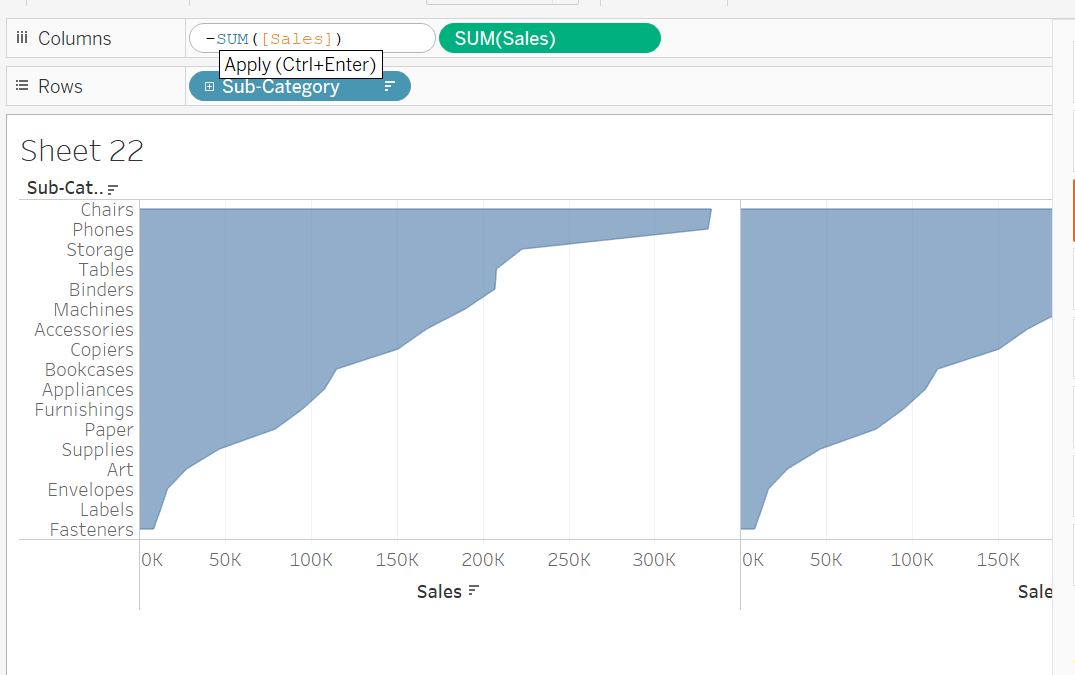 Columns
-SUM([Sales])
SUM(Sales)
Apply (Ctrl+Enter)
Rows
Sub-Category
Sheet 22
Sub-Cat..
Chairs
Phones
Storage
Tables
Binders
Machines
Accessories
Copiers
Bookcases
Appliances
Furnishings
Paper
Supplies
Art
Envelopes
Labels
Fasteners
0K 50K 100K 150K 200K 250K 300K
0K 50K 100K 150K
Sales
Sale